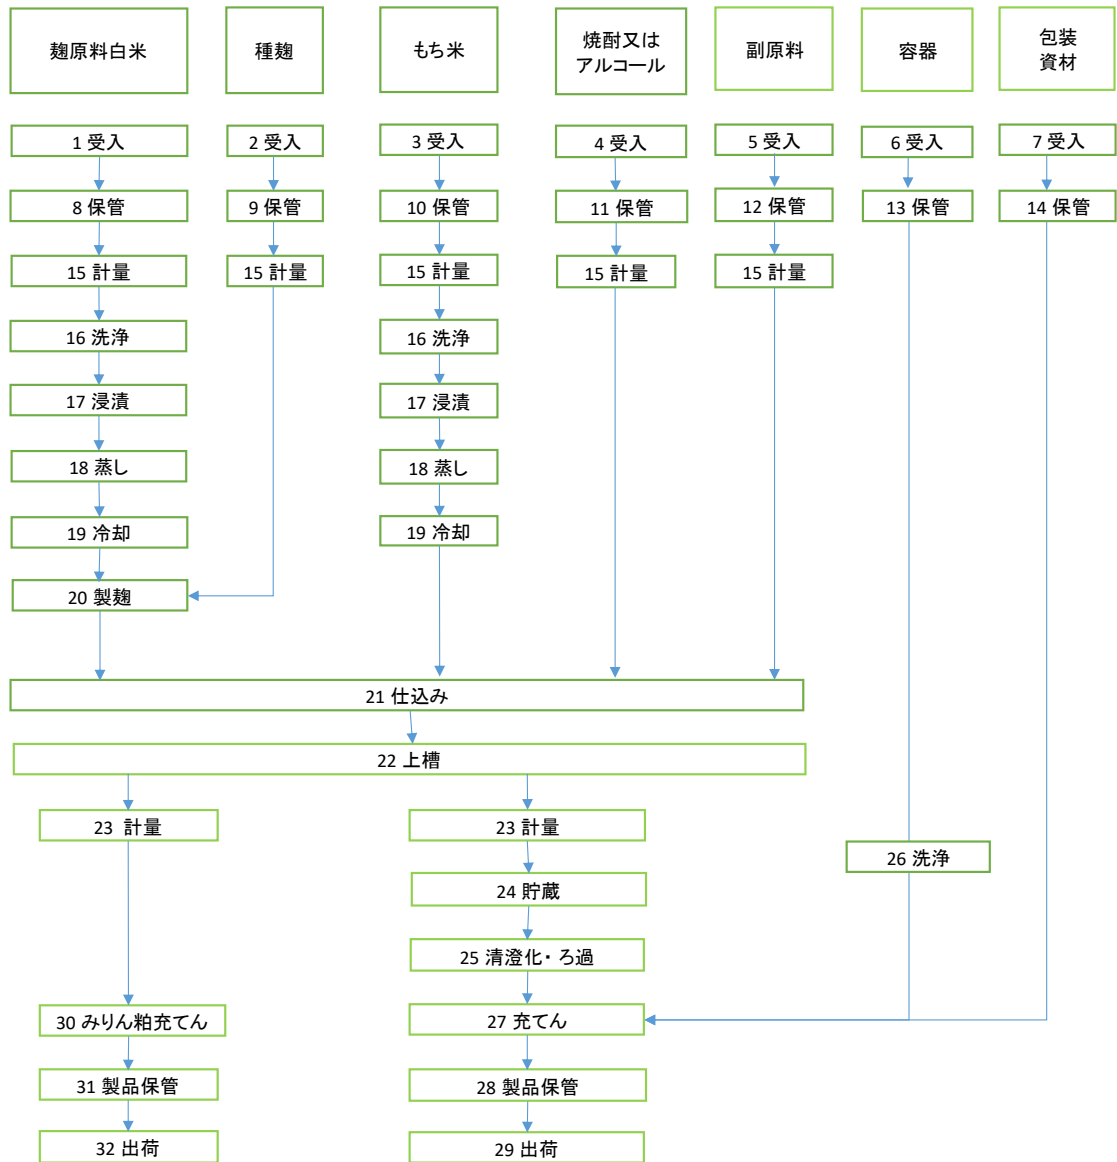 麹原料白米
種麹
もち米
焼酎又は
アルコール
副原料
容器
包装
資材
1 受入
2 受入
3 受入
4 受入
5 受入
6 受入
7 受入
8 保管
9 保管
10 保管
11 保管
12 保管
13 保管
14 保管
15 計量
15 計量
15 計量
15 計量
15 計量
16 洗浄
16 洗浄
17 浸漬
17 浸漬
18 蒸し
18 蒸し
19 冷却
19 冷却
20 製麹
21 仕込み
22 上槽
23 計量
23 計量
26 洗浄
24 貯蔵
25 清澄化・ろ過
30 みりん粕充てん
27 充てん
31 製品保管
28 製品保管
32 出荷
29 出荷